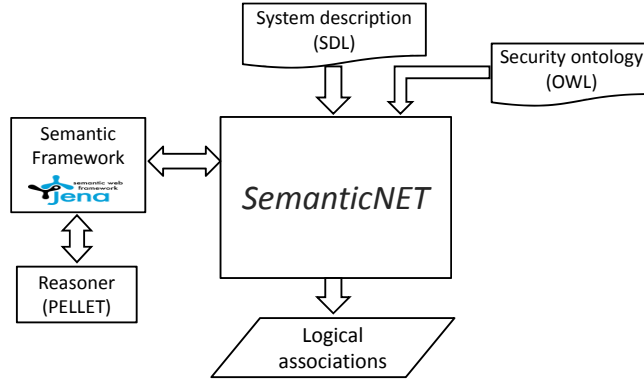 System description
(SDL)
Security ontology
(OWL)
Semantic
Framework
semantic web
framework
jena
SemanticNET
Reasoner
(PELLET)
Logical
associations